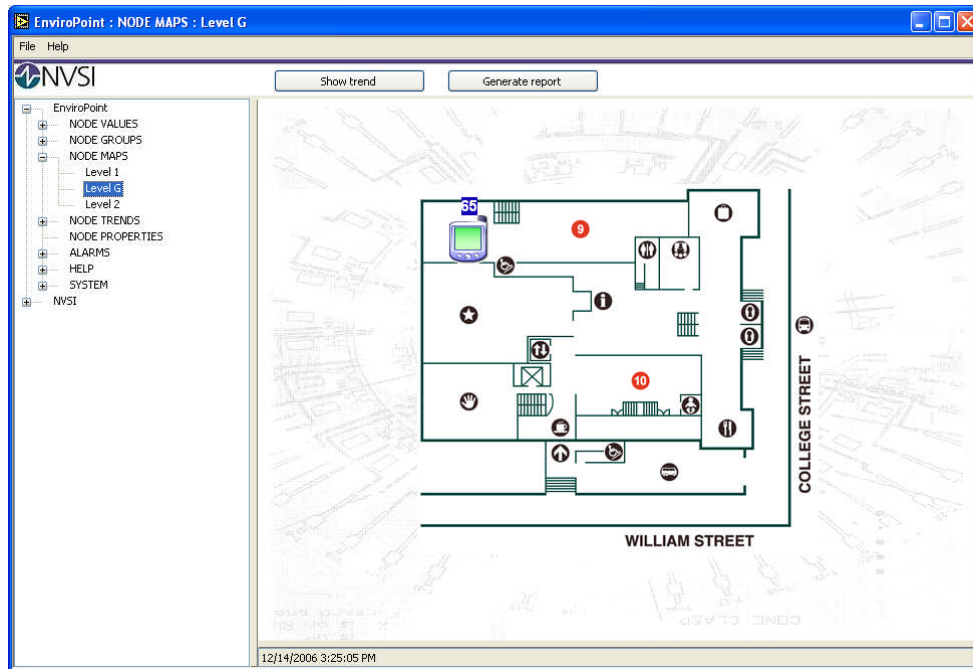 EnviroPoint : NODE MAPS : Level G
File Help
NVSI
Show trend
Generate report
EnviroPoint
NODE VALUES
NODE GROUPS
NODE MAPS
Level 1
Level G
Level 2
NODE TRENDS
NODE PROPERTIES
ALARMS
HELP
SYSTEM
NVSI
65
9
10
COLLEGE STREET
WILLIAM STREET
12/14/2006 3:25:05 PM